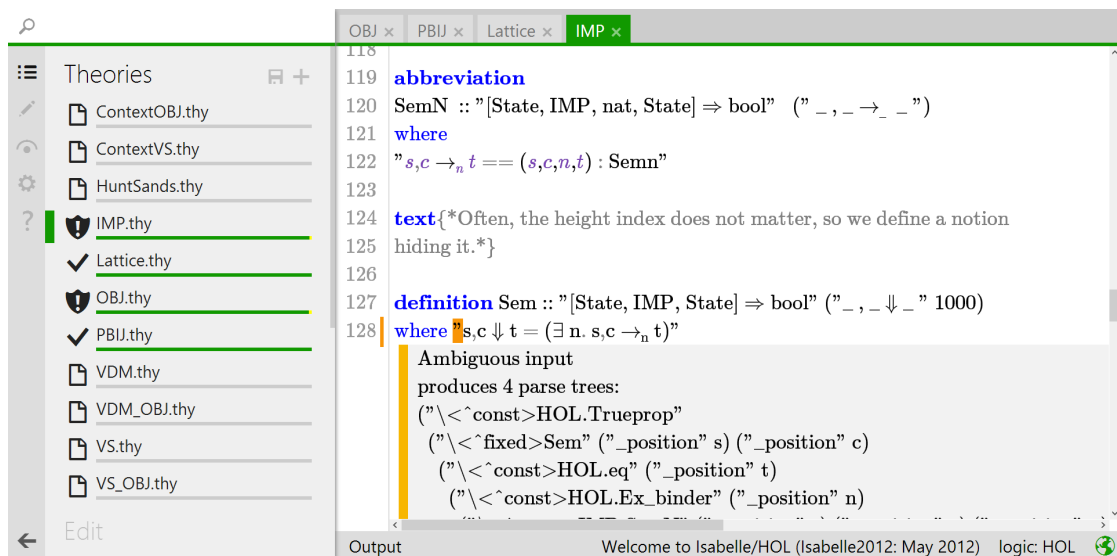 OBJ × PBIJ × Lattice × IMP ×
Theories
ContextOBJ.thy
ContextVS.thy
HuntSands.thy
IMP.thy
Lattice.thy
OBJ.thy
PBIJ.thy
VDM.thy
VDM_OBJ.thy
VS.thy
VS_OBJ.thy
Edit
118
119 abbreviation
120 SemN :: "[State, IMP, nat, State] ⇒ bool" (" _ , _ →_ _ ")
121 where
122 "s,c →n t == (s,c,n,t) : Semn"
123
124 text{*Often, the height index does not matter, so we define a notion
125 hiding it.*}
126
127 definition Sem :: "[State, IMP, State] ⇒ bool" ("_ , _ ⇓ _" 1000)
128 where "s,c ⇓ t = (∃ n. s,c →n t)"
Ambiguous input
produces 4 parse trees:
("\<^const>HOL.Trueprop"
("\<^fixed>Sem" ("_position" s) ("_position" c)
("\<^const>HOL.eq" ("_position" t)
("\<^const>HOL.Ex_binder" ("_position" n)
Output Welcome to Isabelle/HOL (Isabelle2012: May 2012) logic: HOL